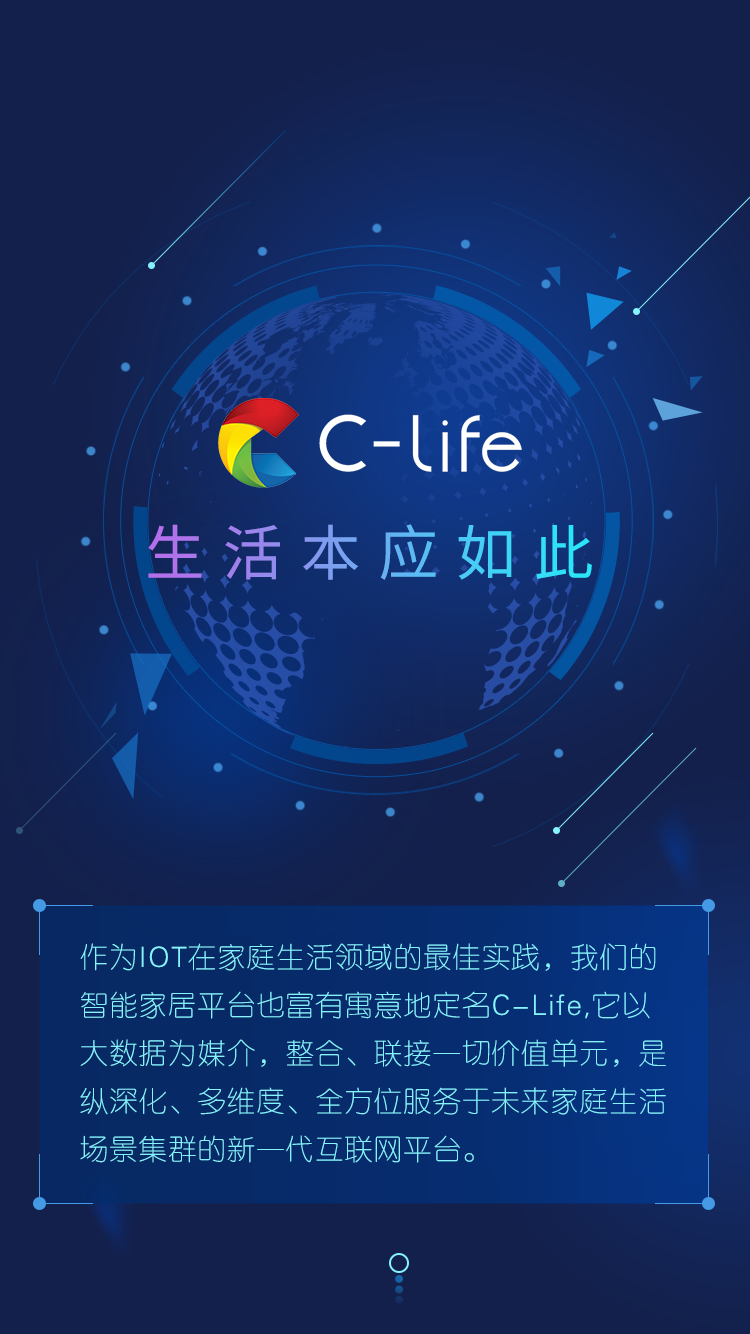 C-life
生活本应如此
作为IOT在家庭生活领域的最佳实践，我们的
智能家居平台也富有寓意地定名C-Life,它以
大数据为媒介，整合、联接一切价值单元，是
纵深化、多维度、全方位服务于未来家庭生活
场景集群的新一代互联网平台。